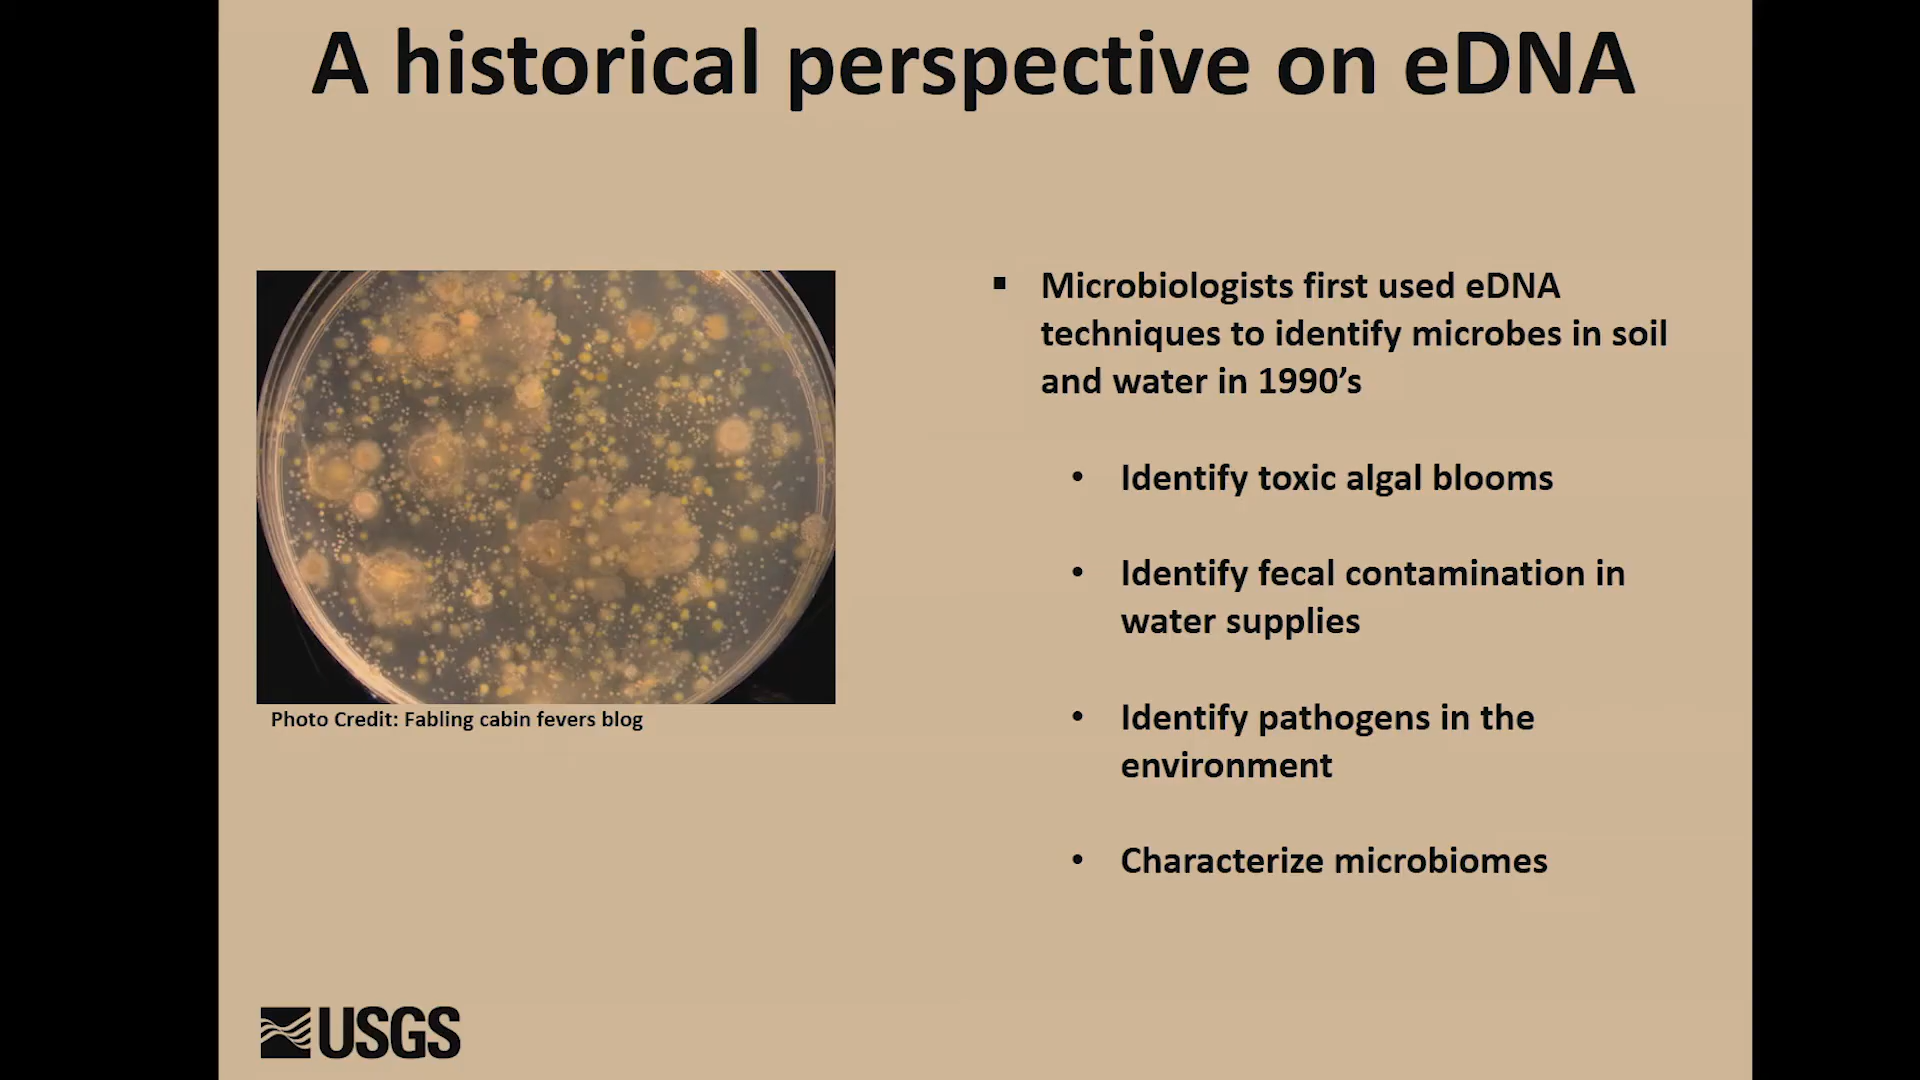 A historical perspective on eDNA
Microbiologists first used eDNA
techniques to identify microbes in soil
and water in 1990’s
Identify toxic algal blooms
Identify fecal contamination in
water supplies
Identify pathogens in the
environment
Characterize microbiomes
Photo Credit: Fabling cabin fevers blog
USGS